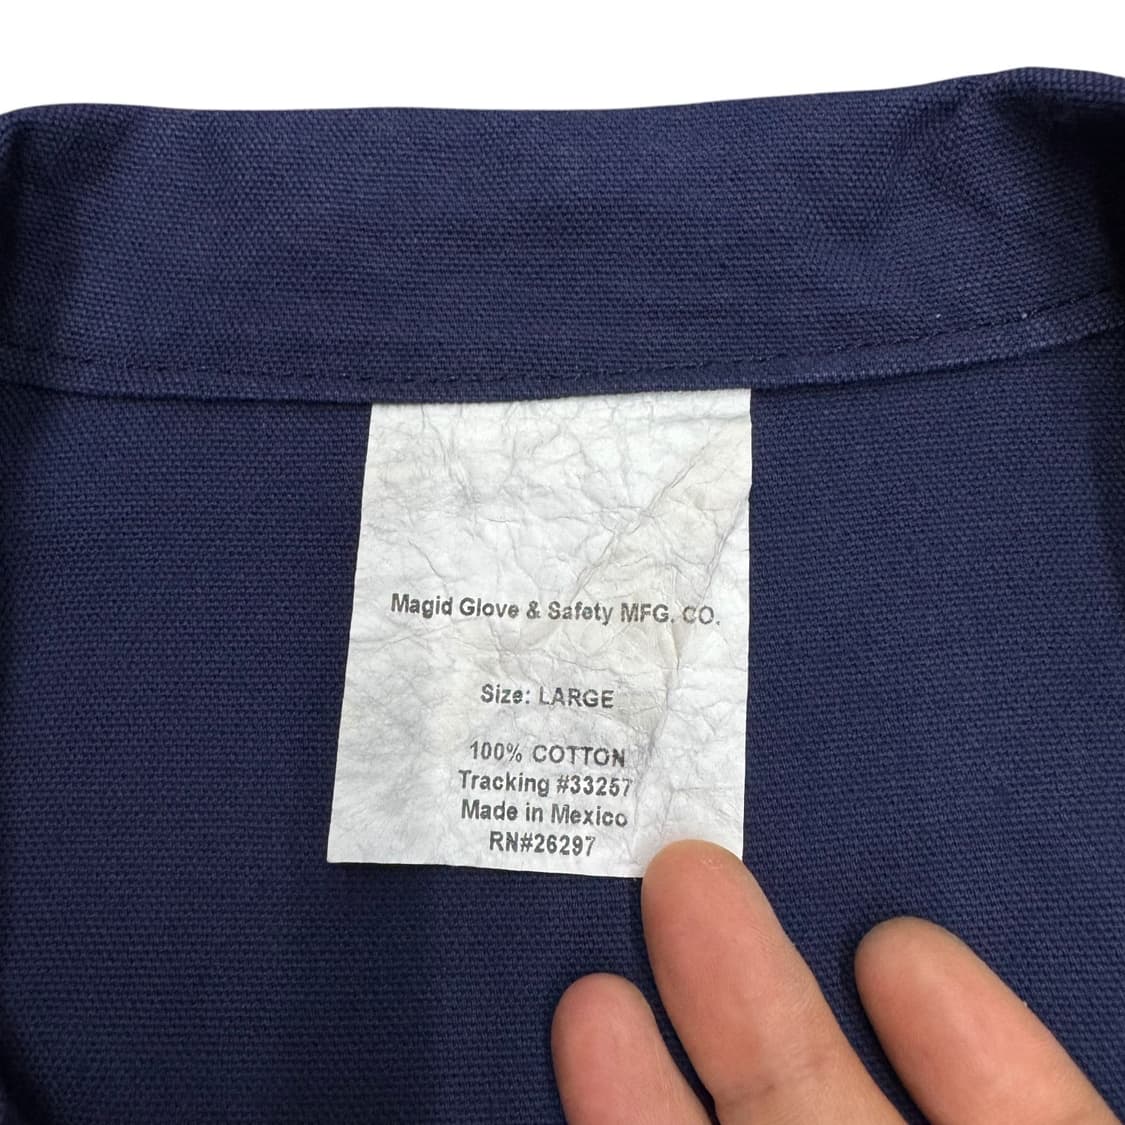 Magid Glove & Safety MFG. CO.
Size: LARGE
100% COTTON
Tracking #33257
Made in Mexico
RN#26297